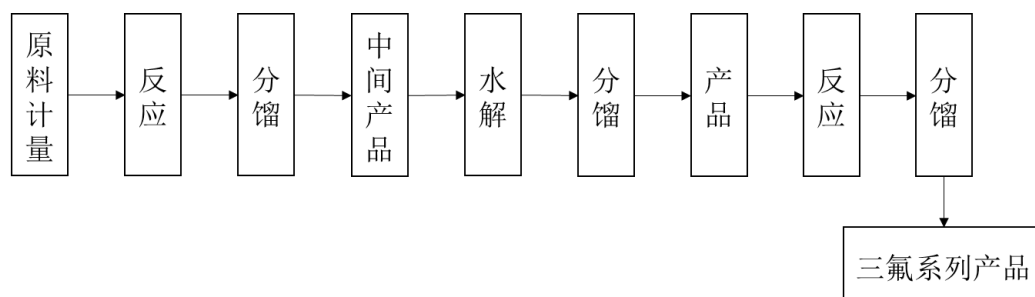 原料计量
反应
分馏
中间产品
水解
分馏
产品
反应
分馏
三氟系列产品